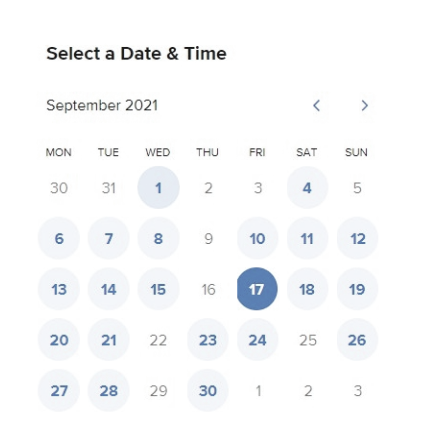 Select a Date & Time
September 2021
MON TUE WED THU FRI SAT SUN
30 31 1 2 3 4 5
6 7 8 9 10 11 12
13 14 15 16 17 18 19
20 21 22 23 24 25 26
27 28 29 30 1 2 3